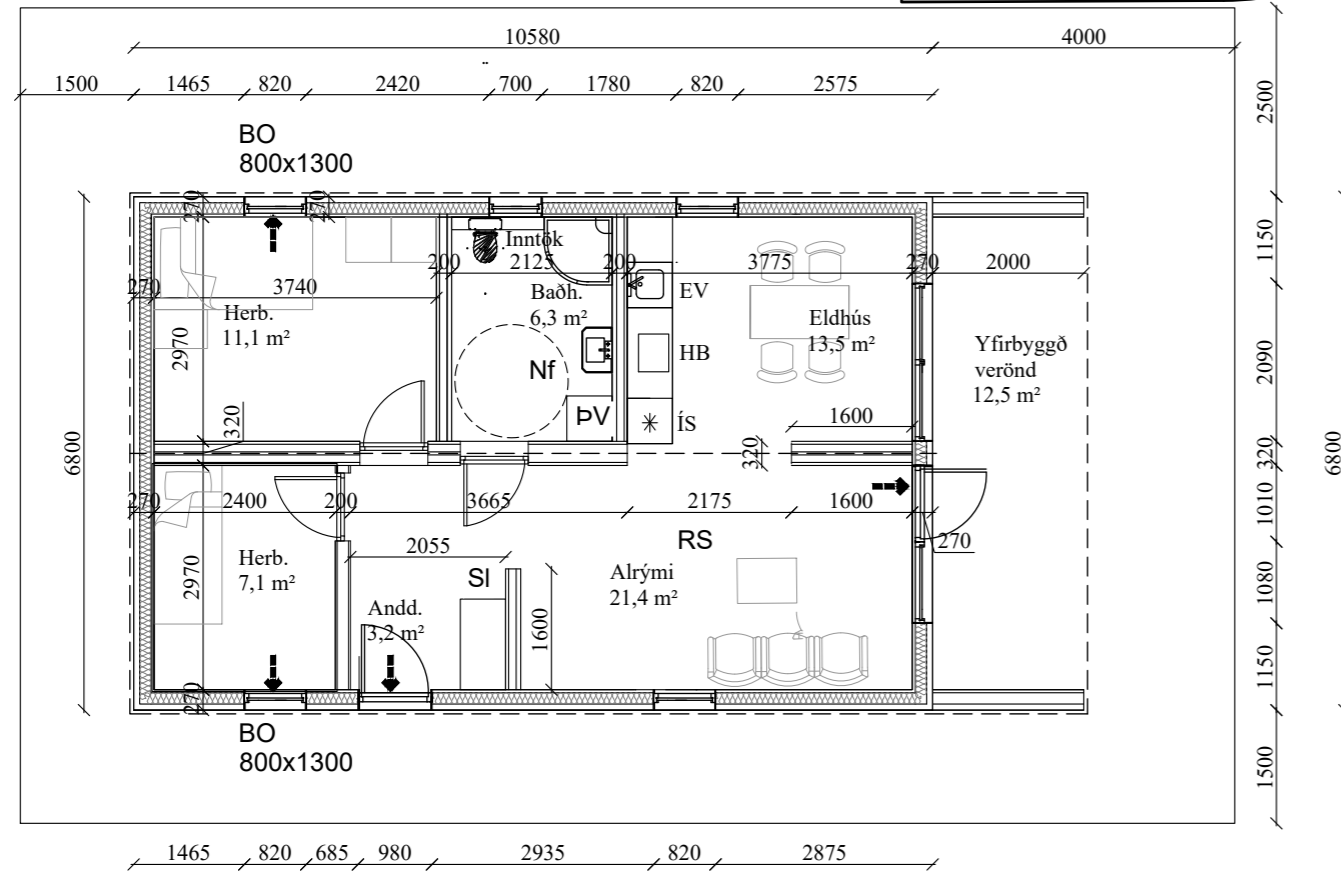 10580
4000
1500
1465
820
2420
700
1780
820
2575
2500
BO
800x1300
270
270
1150
Inntök
200
2125
200
3775
270
2000
270
3740
Baðh.
6,3 m²
EV
Herb.
11,1 m²
Eldhús
13,5 m²
Yfirbyggð
verönd
12,5 m²
2970
HB
2090
Nf
ÞV
ÍS
1600
320
320
320
6800
6800
270
2400
200
3665
2175
1600
1010
RS
270
2055
Herb.
7,1 m²
SI
Alrými
21,4 m²
2970
Andd.
3,2 m²
1600
1080
1150
270
BO
800x1300
1500
1465
820
685
980
2935
820
2875